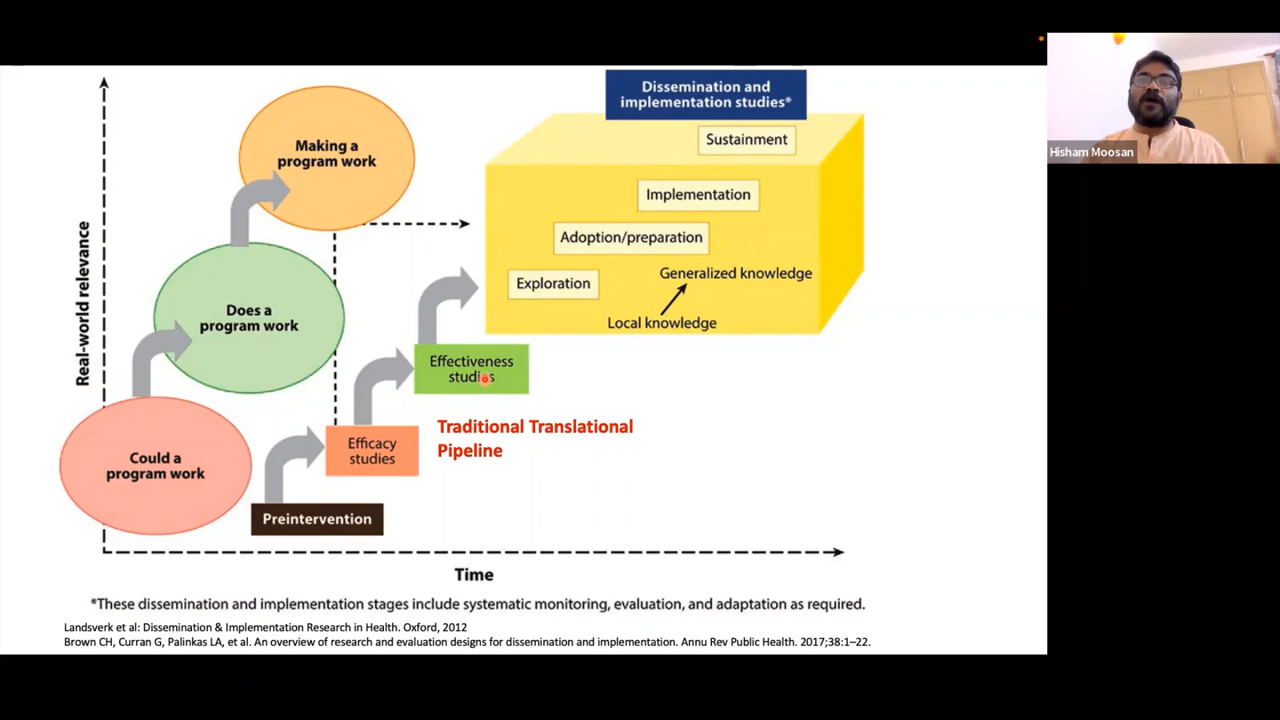 Dissemination and
implementation studies*
Sustainment
Implementation
Adoption/preparation
Exploration
Generalized knowledge
Local knowledge
Making a
program work
Does a
program work
Could a
program work
Real-world relevance
Effectiveness
studies
Efficacy
studies
Preintervention
Traditional Translational
Pipeline
Time
*These dissemination and implementation stages include systematic monitoring, evaluation, and adaptation as required.
Landsverk et al: Dissemination & Implementation Research in Health. Oxford, 2012
Brown CH, Curran G, Palinkas LA, et al. An overview of research and evaluation designs for dissemination and implementation. Annu Rev Public Health. 2017;38:1–22.
Hisham Moosan